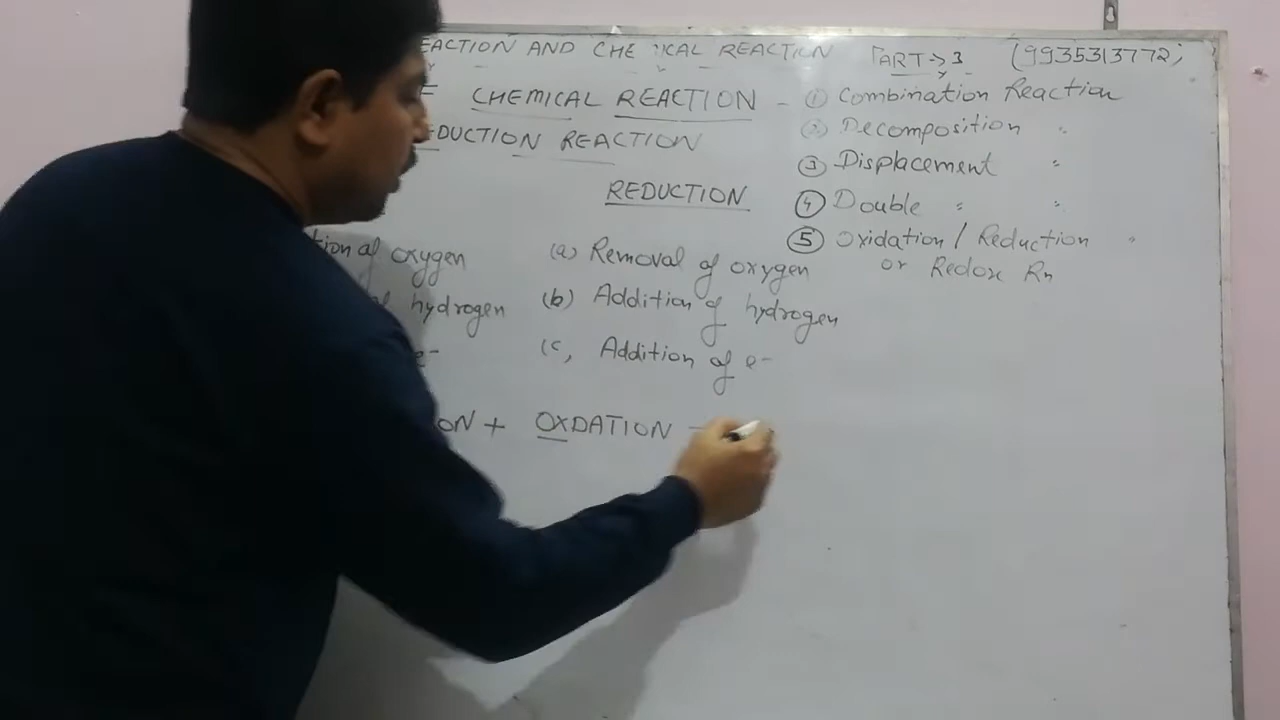 EACTION AND CHEMICAL REACTION PART → 3 (9935313772)
CHEMICAL REACTION - ① Combination Reaction
DUCTION REACTION ② Decomposition "
③ Displacement "
REDUCTION ④ Double " "
tion of oxygen (a) Removal of oxygen ⑤ Oxidation / Reduction "
or Redox Rn
hydrogen (b) Addition of hydrogen
e- (c, Addition of e-
ON + OXDATION -